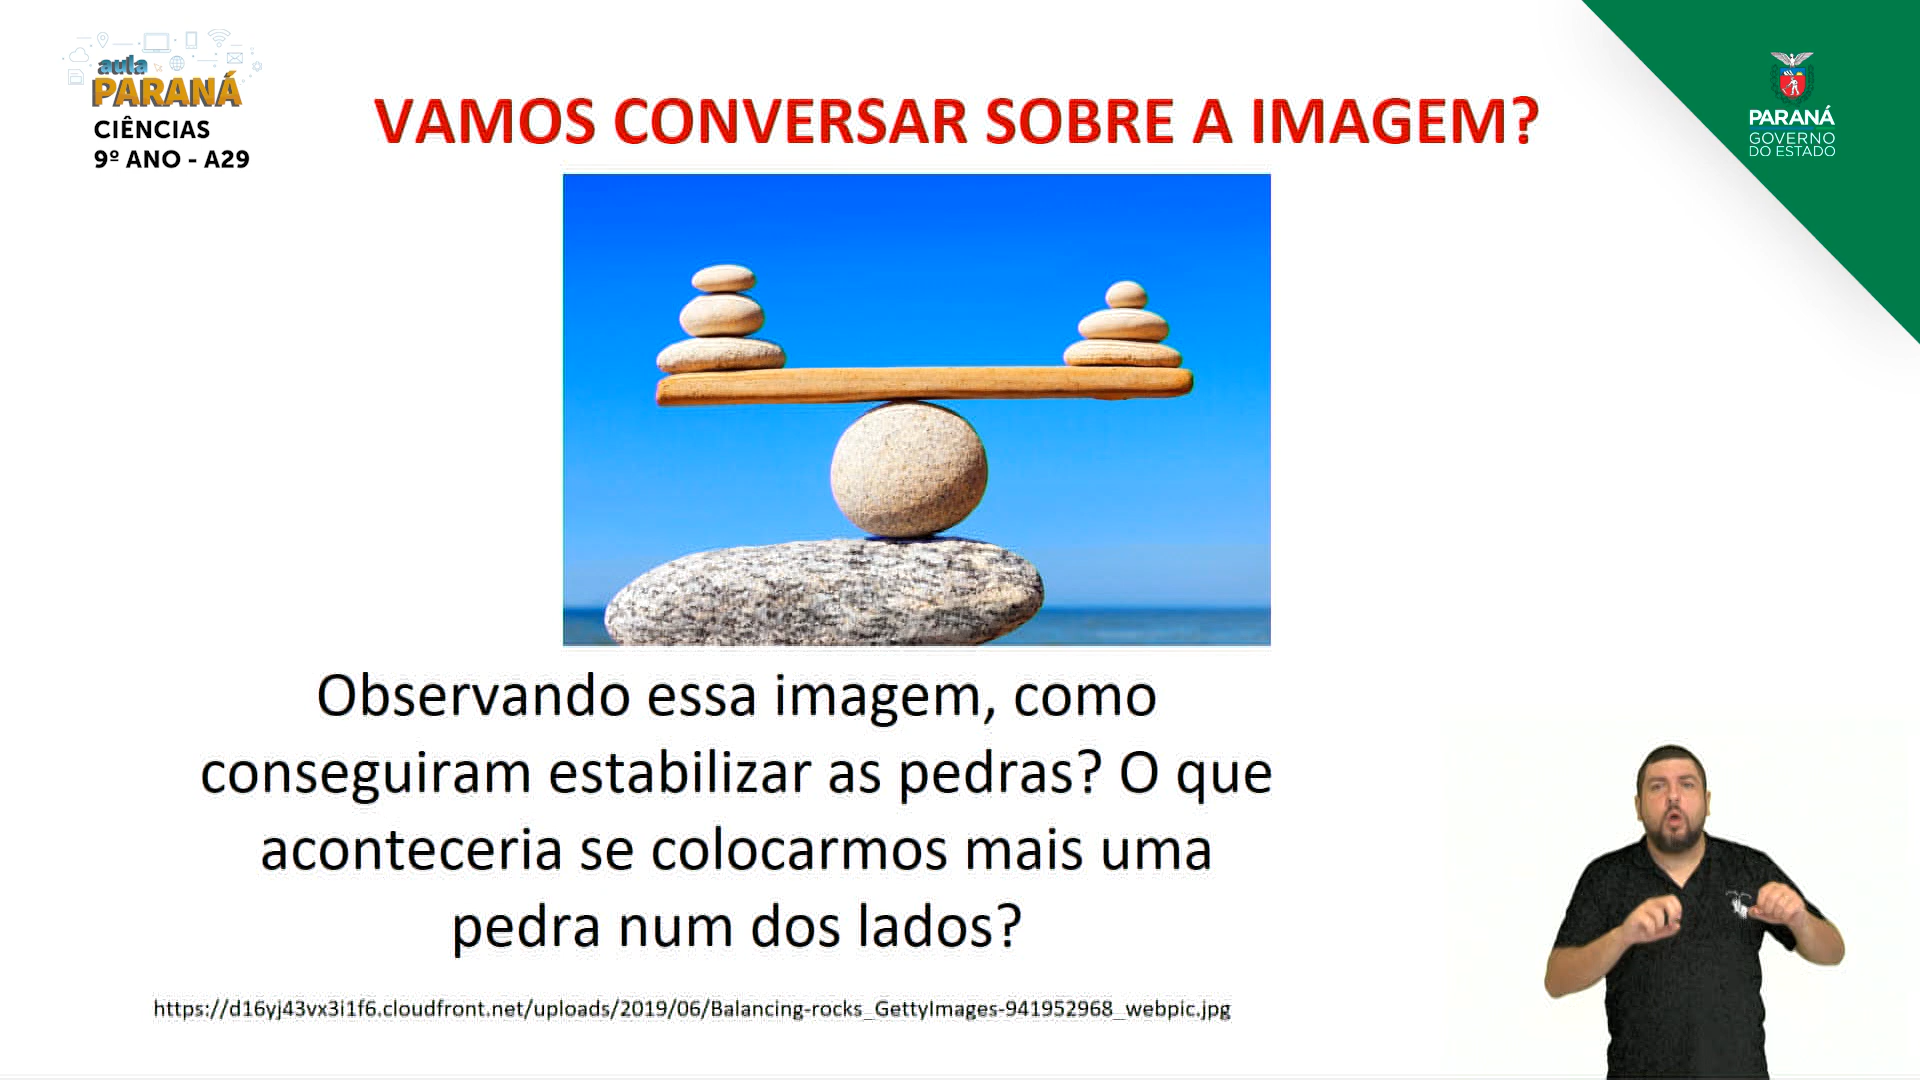 aula
PARANÁ
CIÊNCIAS
9º ANO - A29
VAMOS CONVERSAR SOBRE A IMAGEM?
PARANÁ
GOVERNO
DO ESTADO
Observando essa imagem, como
conseguiram estabilizar as pedras? O que
aconteceria se colocarmos mais uma
pedra num dos lados?
https://d16yj43vx3i1f6.cloudfront.net/uploads/2019/06/Balancing-rocks_GettyImages-941952968_webpic.jpg